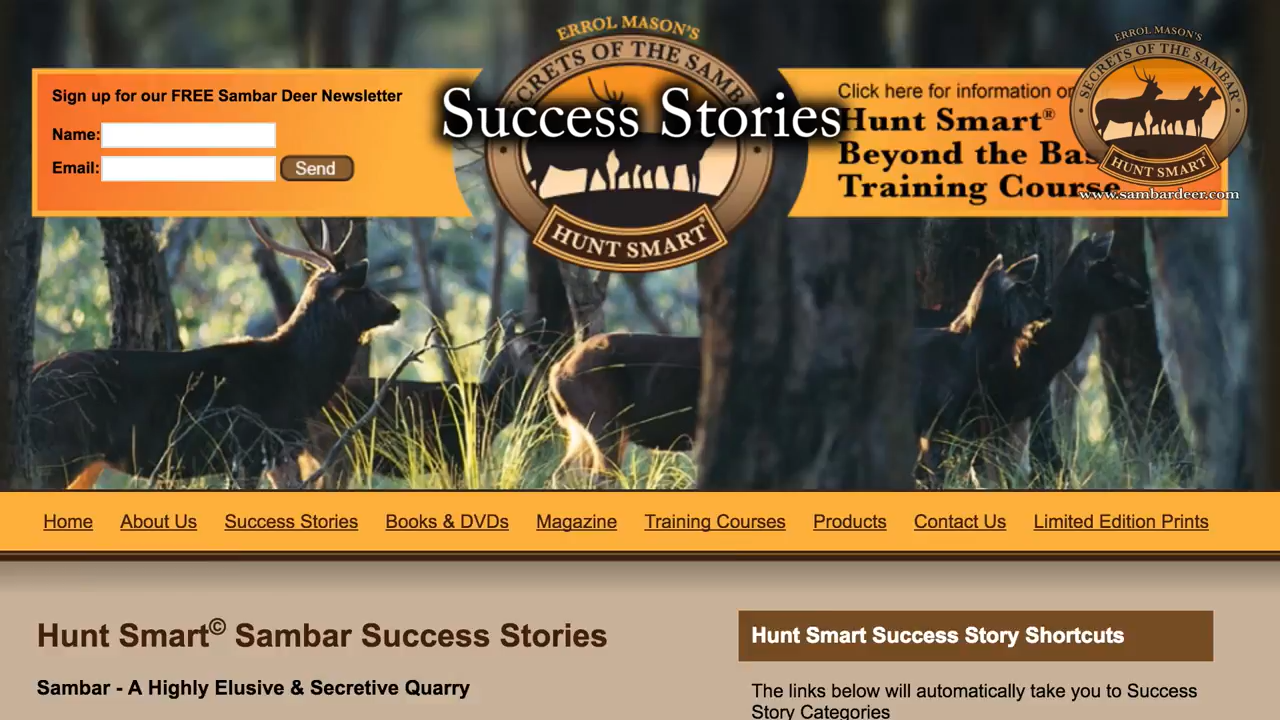 ERROL MASON'S
SECRETS OF THE SAMBAR
HUNT SMART
Success Stories
Sign up for our FREE Sambar Deer Newsletter
Name:
Email:
Send
Click here for information on
Hunt Smart®
Beyond the
Training Course
ERROL MASON'S
SECRETS OF THE SAMBAR
HUNT SMART
www.sambardeer.com
Home
About Us
Success Stories
Books & DVDs
Magazine
Training Courses
Products
Contact Us
Limited Edition Prints
Hunt Smart© Sambar Success Stories
Sambar - A Highly Elusive & Secretive Quarry
Hunt Smart Success Story Shortcuts
The links below will automatically take you to Success
Story Categories